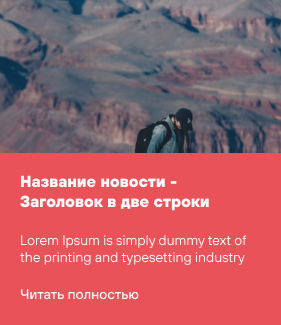 Название новости -
Заголовок в две строки
Lorem Ipsum is simply dummy text of
the printing and typesetting industry
Читать полностью